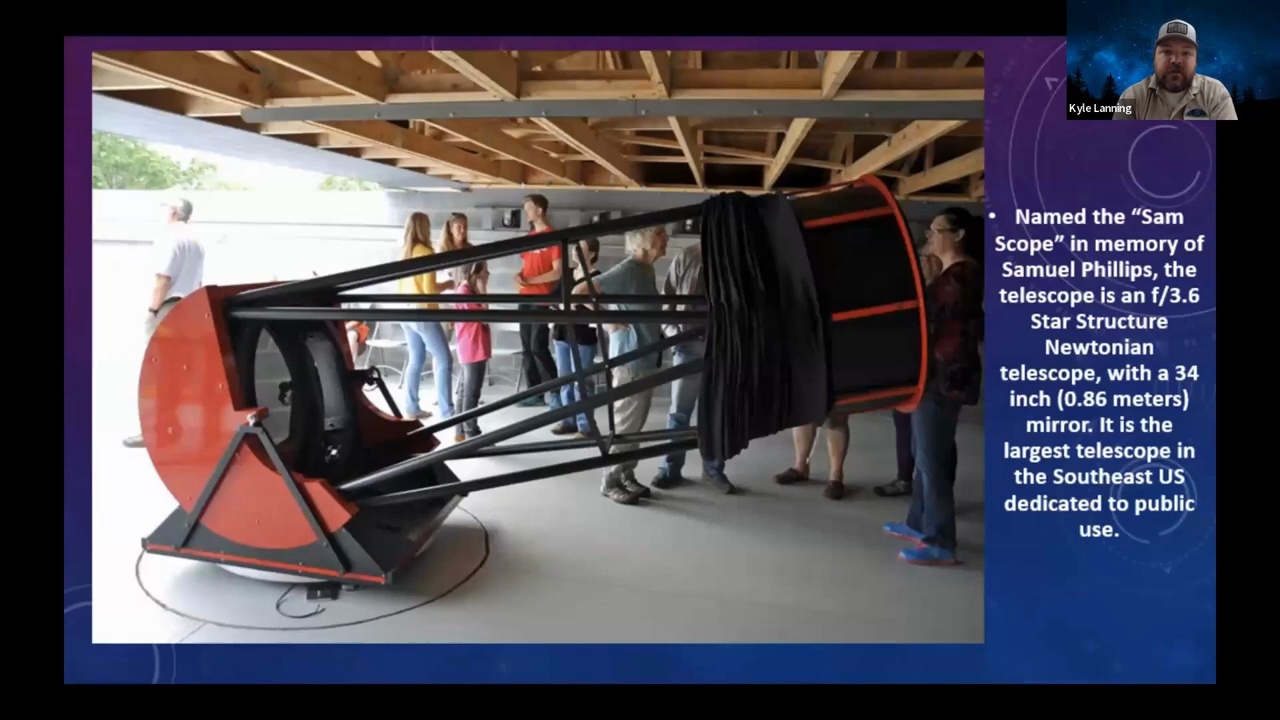 Kyle Lanning
• Named the “Sam
Scope” in memory of
Samuel Phillips, the
telescope is an f/3.6
Star Structure
Newtonian
telescope, with a 34
inch (0.86 meters)
mirror. It is the
largest telescope in
the Southeast US
dedicated to public
use.